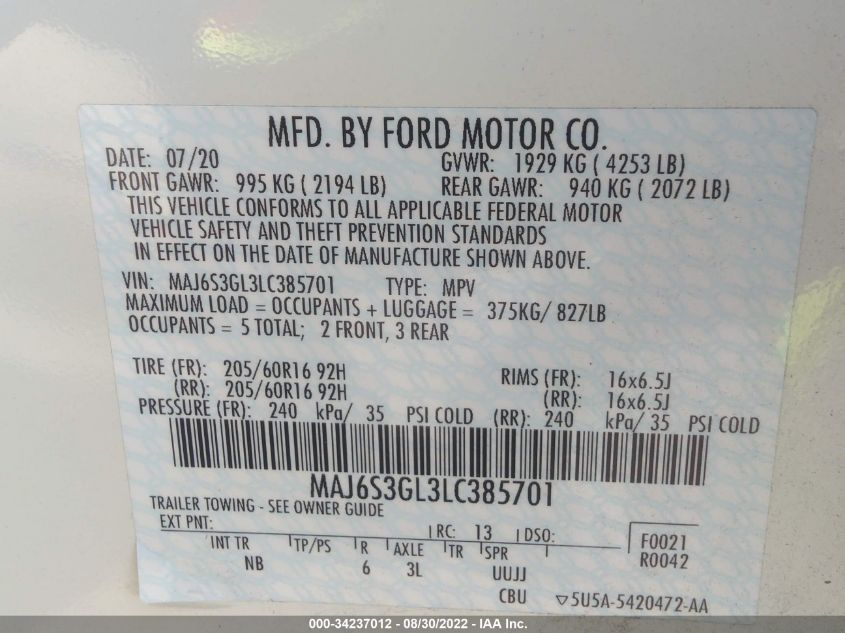 MFD. BY FORD MOTOR CO.
DATE: 07/20 GVWR: 1929 KG ( 4253 LB)
FRONT GAWR: 995 KG ( 2194 LB) REAR GAWR: 940 KG ( 2072 LB)
THIS VEHICLE CONFORMS TO ALL APPLICABLE FEDERAL MOTOR
VEHICLE SAFETY AND THEFT PREVENTION STANDARDS
IN EFFECT ON THE DATE OF MANUFACTURE SHOWN ABOVE.
VIN: MAJ6S3GL3LC385701 TYPE: MPV
MAXIMUM LOAD = OCCUPANTS + LUGGAGE = 375KG/ 827LB
OCCUPANTS = 5 TOTAL; 2 FRONT, 3 REAR
TIRE (FR): 205/60R16 92H RIMS (FR): 16x6.5J
(RR): 205/60R16 92H (RR): 16x6.5J
PRESSURE (FR): 240 kPa/ 35 PSI COLD (RR): 240 kPa/ 35 PSI COLD
MAJ6S3GL3LC385701
TRAILER TOWING - SEE OWNER GUIDE
EXT PNT: RC: 13 DSO: F0021
R0042
INT TR TP/PS R AXLE TR SPR
NB 6 3L UUJJ
CBU 5U5A-5420472-AA
000-34237012 - 08/30/2022 - IAAI Inc.